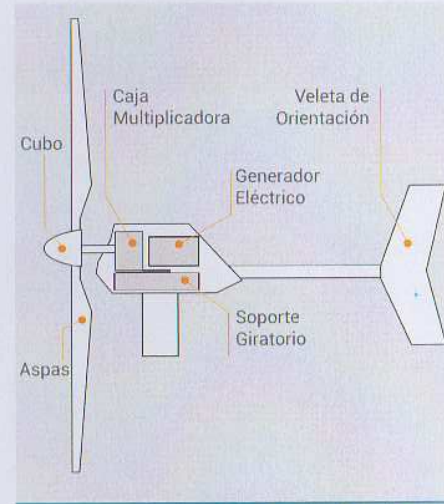 Caja
Multiplicadora
Veleta de
Orientación
Cubo
Generador
Eléctrico
Soporte
Giratorio
Aspas